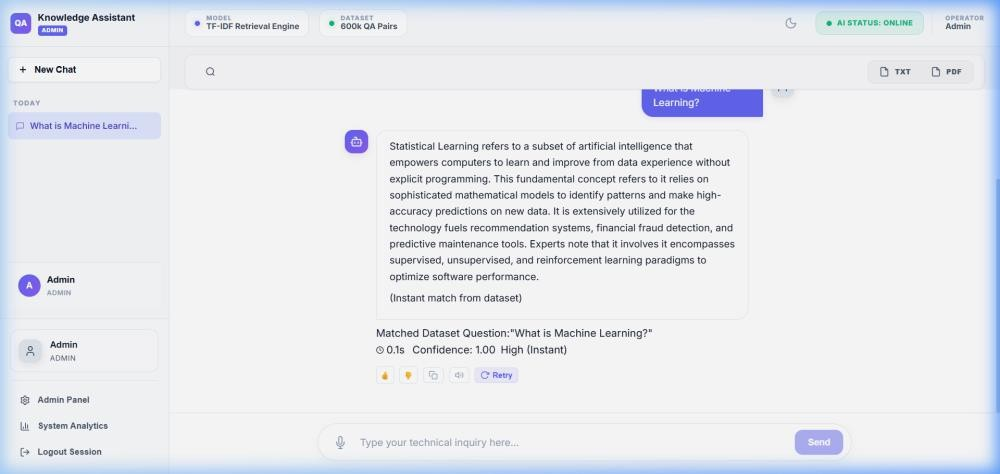 QA
Knowledge Assistant
ADMIN
MODEL
TF-IDF Retrieval Engine
DATASET
600k QA Pairs
AI STATUS: ONLINE
OPERATOR
Admin
+ New Chat
TXT
PDF
TODAY
What is Machine Learni...
What is Machine
Learning?
Statistical Learning refers to a subset of artificial intelligence that
empowers computers to learn and improve from data experience without
explicit programming. This fundamental concept refers to it relies on
sophisticated mathematical models to identify patterns and make high-
accuracy predictions on new data. It is extensively utilized for the
technology fuels recommendation systems, financial fraud detection, and
predictive maintenance tools. Experts note that it involves it encompasses
supervised, unsupervised, and reinforcement learning paradigms to
optimize software performance.
(Instant match from dataset)
Matched Dataset Question:"What is Machine Learning?"
0.1s Confidence: 1.00 High (Instant)
Retry
A
Admin
ADMIN
Admin
ADMIN
Admin Panel
System Analytics
Logout Session
Type your technical inquiry here...
Send